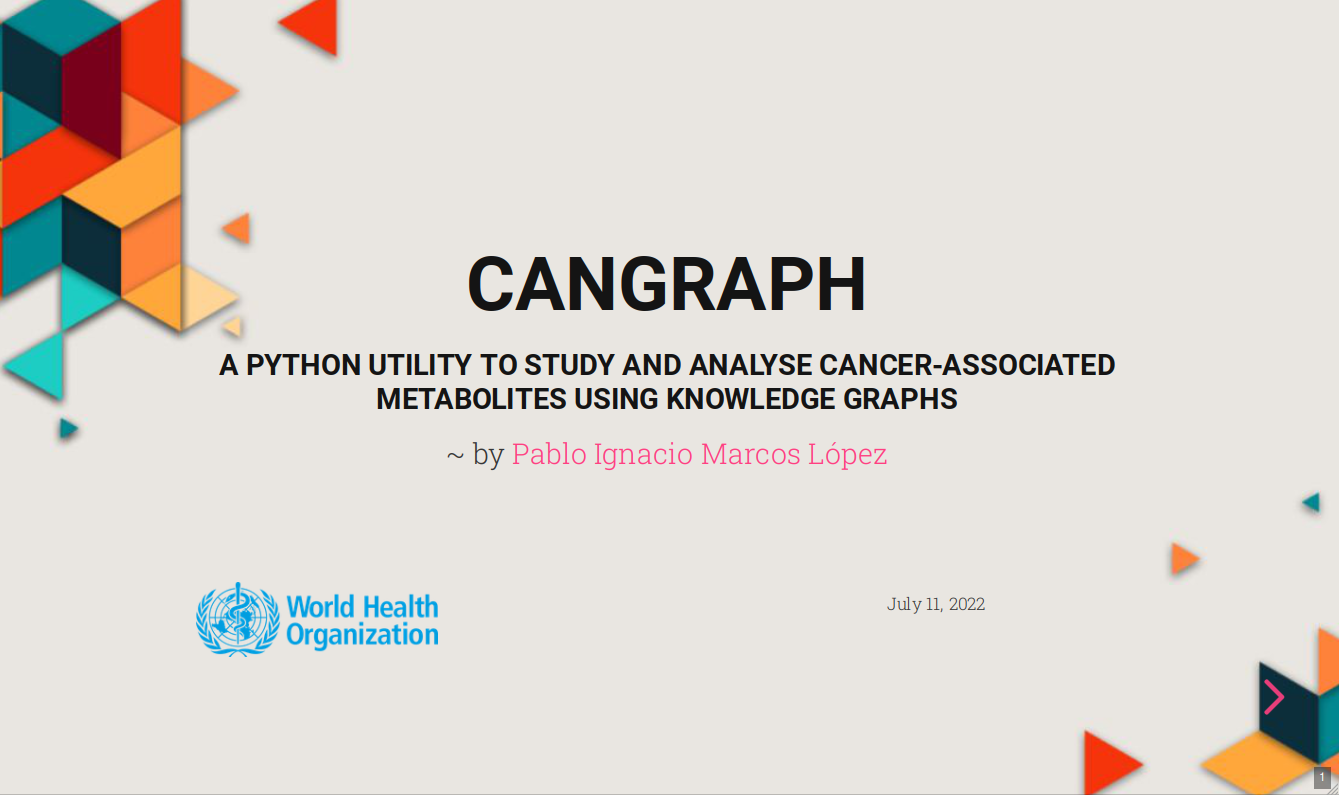 CANGRAPH
A PYTHON UTILITY TO STUDY AND ANALYSE CANCER-ASSOCIATED
METABOLITES USING KNOWLEDGE GRAPHS
~ by Pablo Ignacio Marcos López
World Health
Organization
July 11, 2022
1